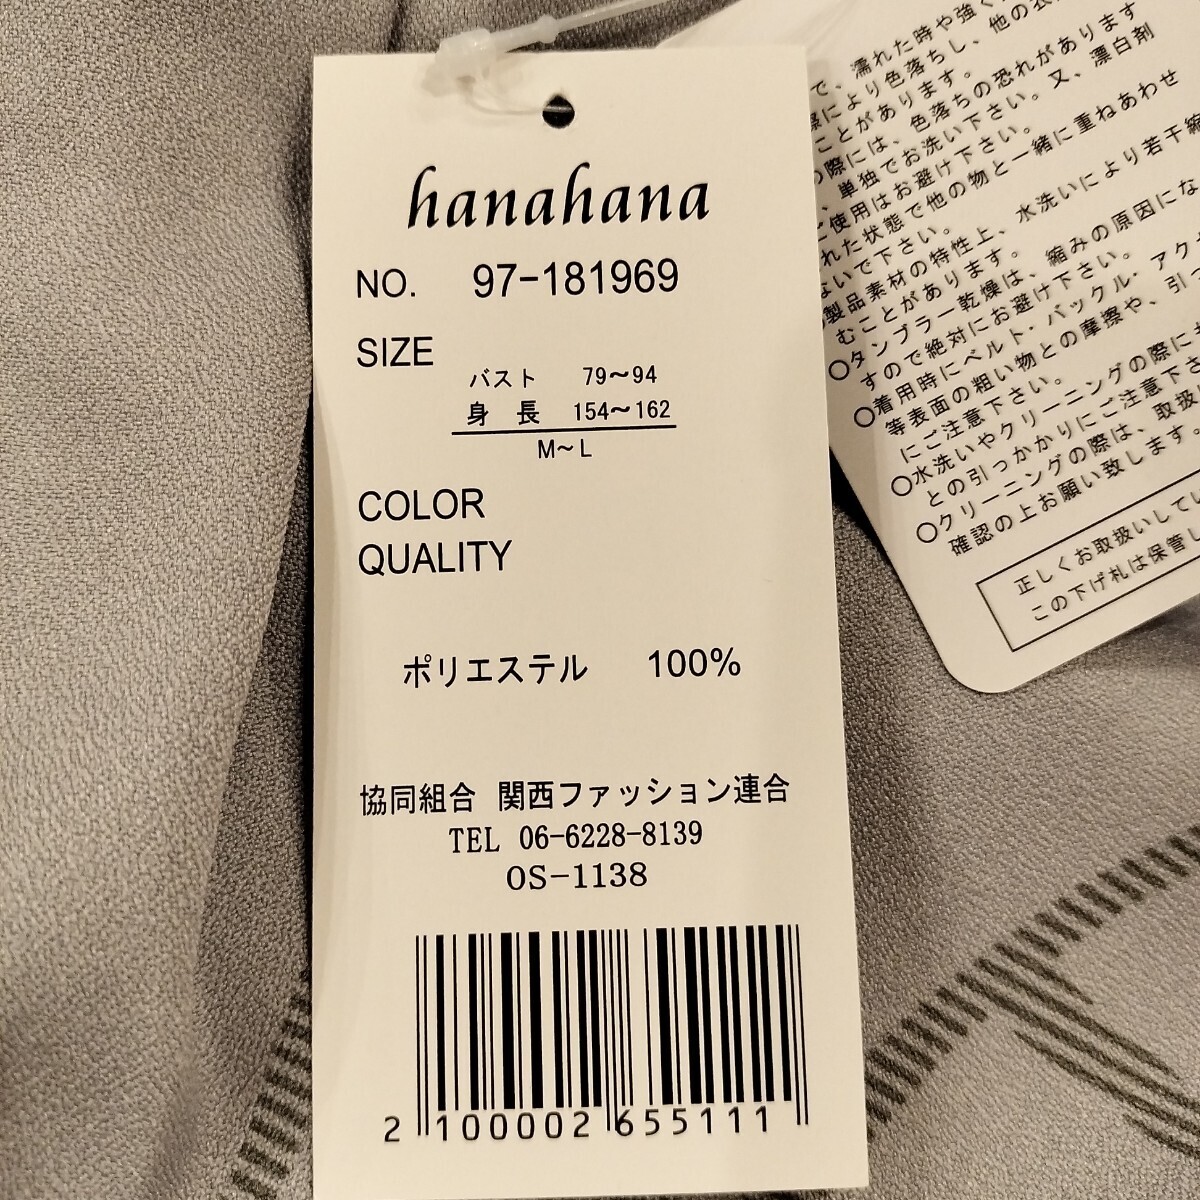 hanahana
NO. 97-181969
SIZE
バスト 79～94
身 長 154～162
M～L
COLOR
QUALITY
ポリエステル 100%
協同組合 関西ファッション連合
TEL 06-6228-8139
OS-1138
2 100002 655111
で、濡れた時や強く
際により色落ちし、他の衣
ことがあります。
の際には、色落ちの恐れがあります
、単独でお洗い下さい。又、漂白剤
ご使用はお避け下さい。
れた状態で他の物と一緒に重ねあわせ
ないで下さい。
製品素材の特性上、水洗いにより若干縮
むことがあります。
○タンブラー乾燥は、縮みの原因にな
すので絶対にお避け下さい。
○着用時にベルト・バックル・アクセ
等表面の粗い物との摩擦や、引っ
にご注意下さい。
○水洗いやクリーニングの際にも
との引っかかりにご注意下さ
○クリーニングの際は、取扱
確認の上お願い致します。
正しくお取扱いしてい
この下げ札は保管し